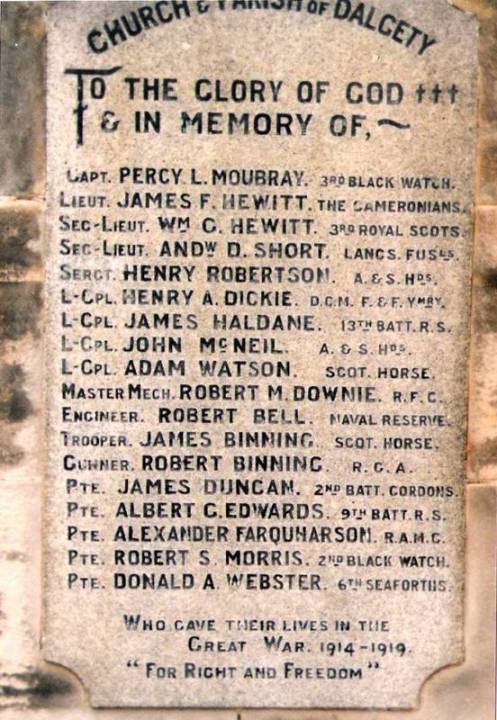 CHURCH & PARISH OF DALGETY
TO THE GLORY OF GOD †††
& IN MEMORY OF,~
CAPT. PERCY L. MOUBRAY. 3RD BLACK WATCH.
LIEUT. JAMES F. HEWITT. THE CAMERONIANS.
SEC-LIEUT. WM G. HEWITT. 3RD ROYAL SCOTS.
SEC-LIEUT. ANDW D. SHORT. LANCS. FUSLS.
SERGT. HENRY ROBERTSON. A. & S. HDS.
L-CPL. HENRY A. DICKIE. D.C.M. F. & F. YMRY.
L-CPL. JAMES HALDANE. 13TH BATT. R.S.
L-CPL. JOHN MCNEIL. A. & S. HDS.
L-CPL. ADAM WATSON. SCOT. HORSE.
MASTER MECH. ROBERT M. DOWNIE. R.F.C.
ENGINEER. ROBERT BELL. NAVAL RESERVE.
TROOPER. JAMES BINNING. SCOT. HORSE.
GUNNER. ROBERT BINNING. R.G.A.
PTE. JAMES DUNCAN. 2ND BATT. GORDONS.
PTE. ALBERT G. EDWARDS. 9TH BATT. R.S.
PTE. ALEXANDER FARQUHARSON. R.A.M.C.
PTE. ROBERT S. MORRIS. 2ND BLACK WATCH.
PTE. DONALD A. WEBSTER. 6TH SEAFORTHS.
WHO GAVE THEIR LIVES IN THE
GREAT WAR. 1914-1919.
"FOR RIGHT AND FREEDOM"